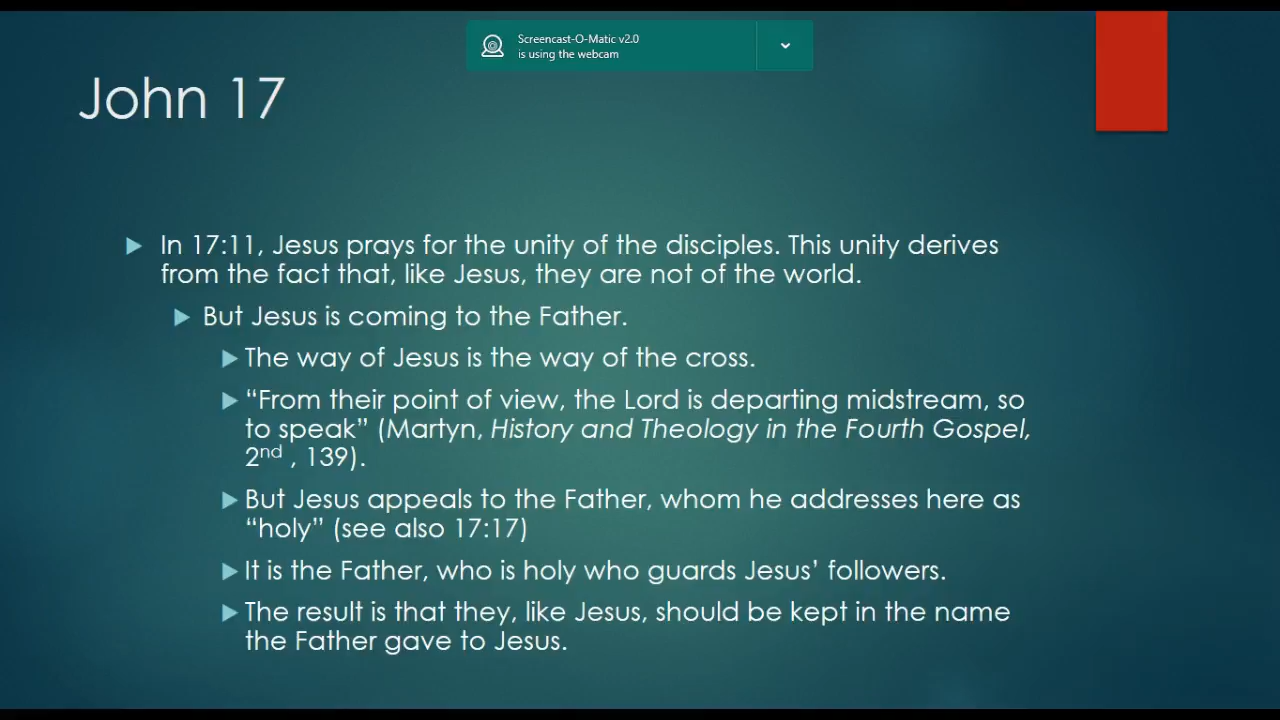 Screencast-O-Matic v2.0
is using the webcam
John 17
In 17:11, Jesus prays for the unity of the disciples. This unity derives
from the fact that, like Jesus, they are not of the world.
But Jesus is coming to the Father.
The way of Jesus is the way of the cross.
“From their point of view, the Lord is departing midstream, so
to speak” (Martyn, History and Theology in the Fourth Gospel,
2nd , 139).
But Jesus appeals to the Father, whom he addresses here as
“holy” (see also 17:17)
It is the Father, who is holy who guards Jesus’ followers.
The result is that they, like Jesus, should be kept in the name
the Father gave to Jesus.